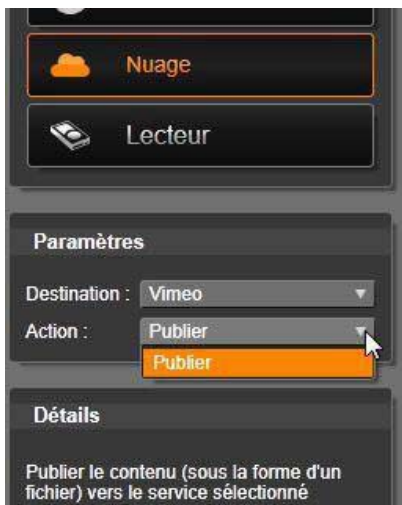 Nuage
Lecteur
Paramètres
Destination : Vimeo
Action : Publier
Publier
Détails
Publier le contenu (sous la forme d'un
fichier) vers le service sélectionné